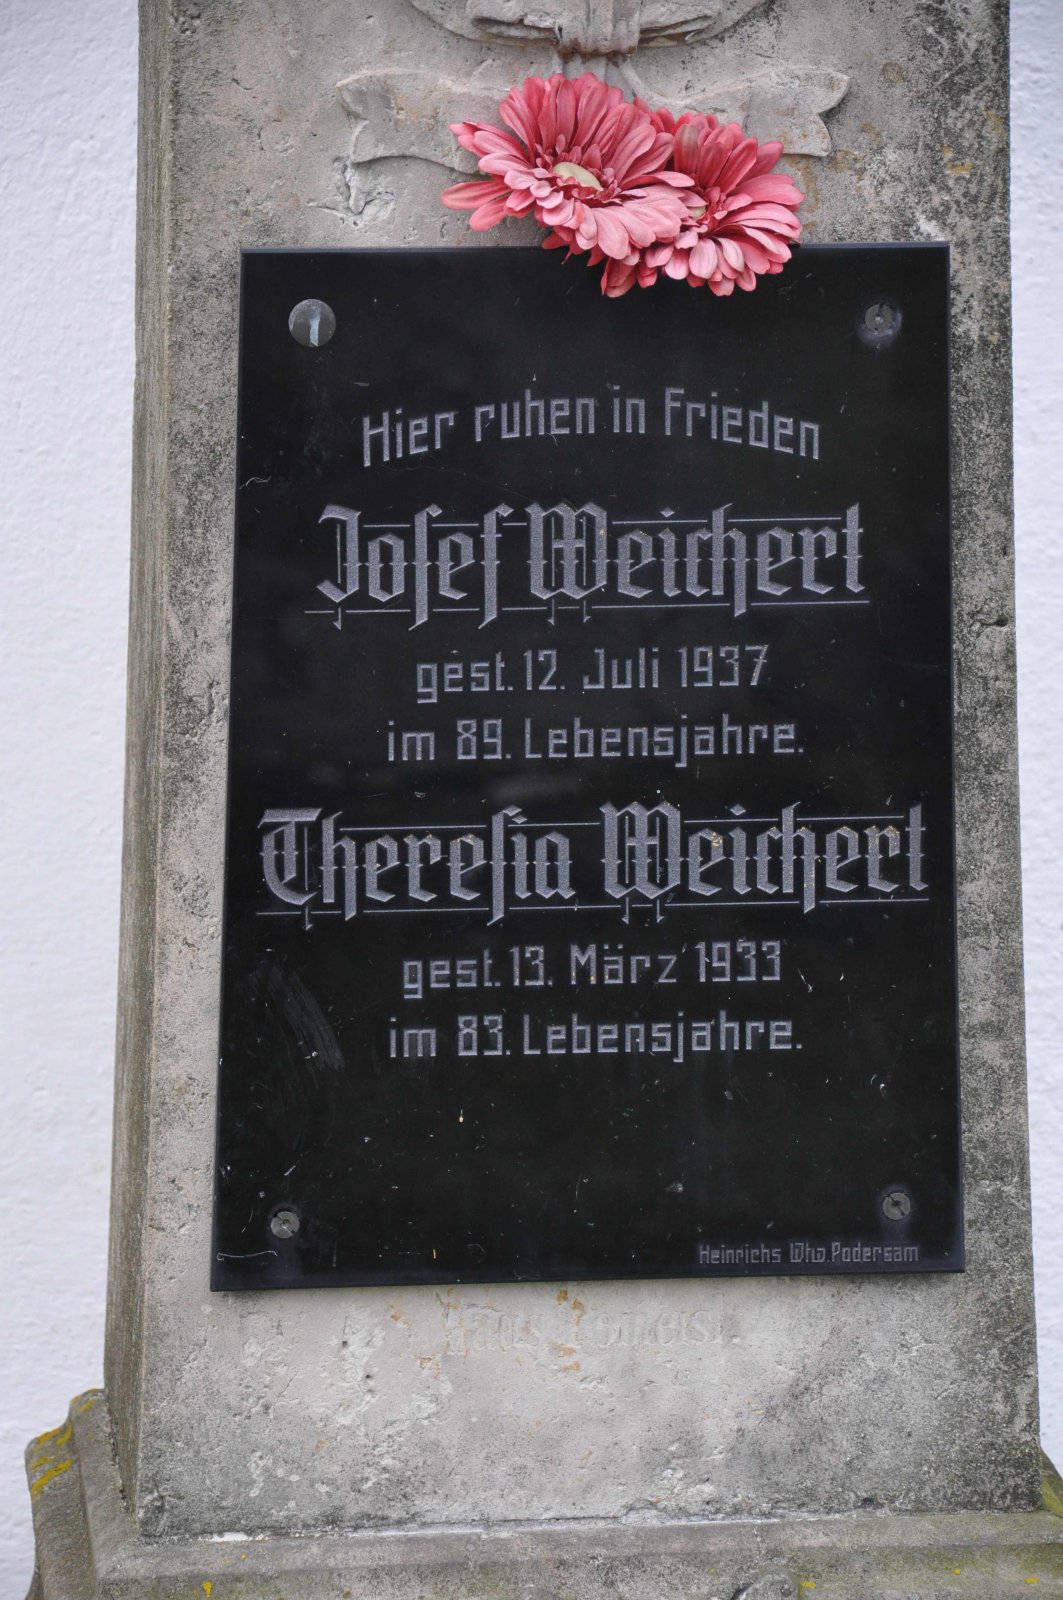 Hier ruhen in Frieden
Josef Weichert
gest. 12. Juli 1937
im 89. Lebensjahre.
Theresia Weichert
gest. 13. März 1933
im 83. Lebensjahre.
Heinrichs Wtw. Podersam